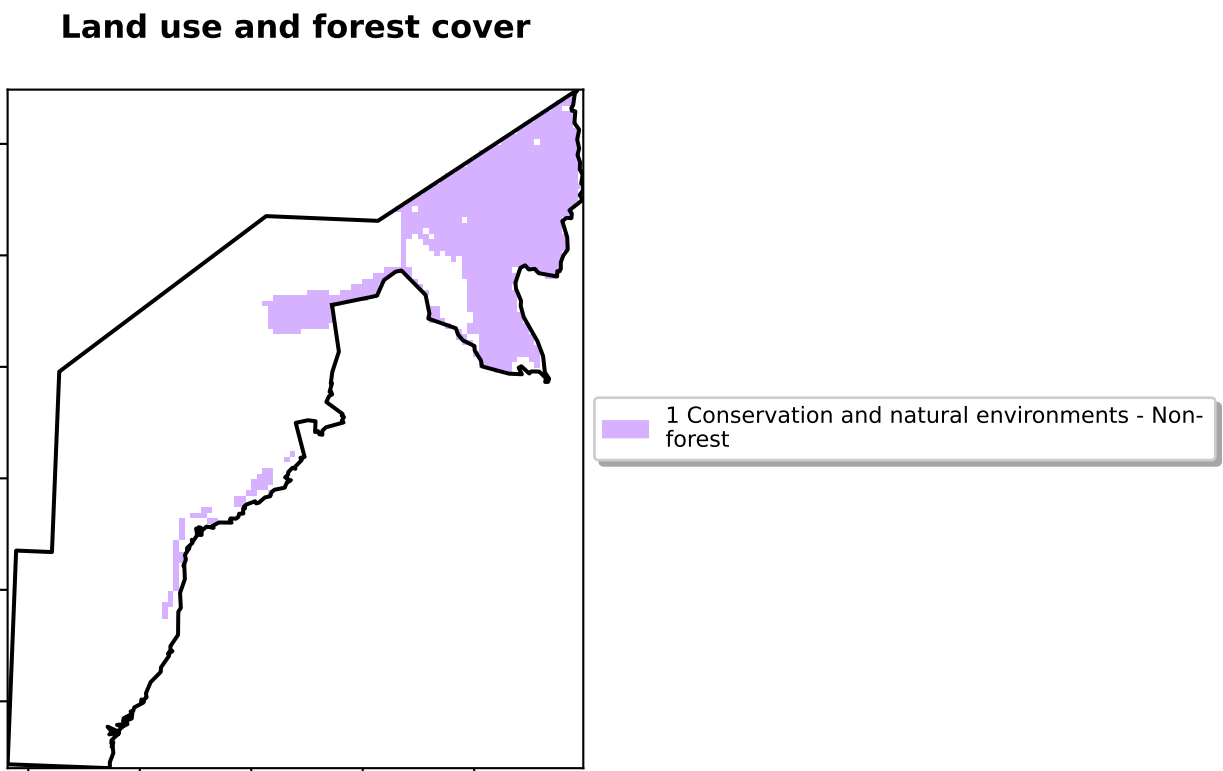 Land use and forest cover
1 Conservation and natural environments - Non-
forest